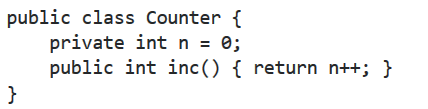 public class Counter {
    private int n = 0;
    public int inc() { return n++; }
}